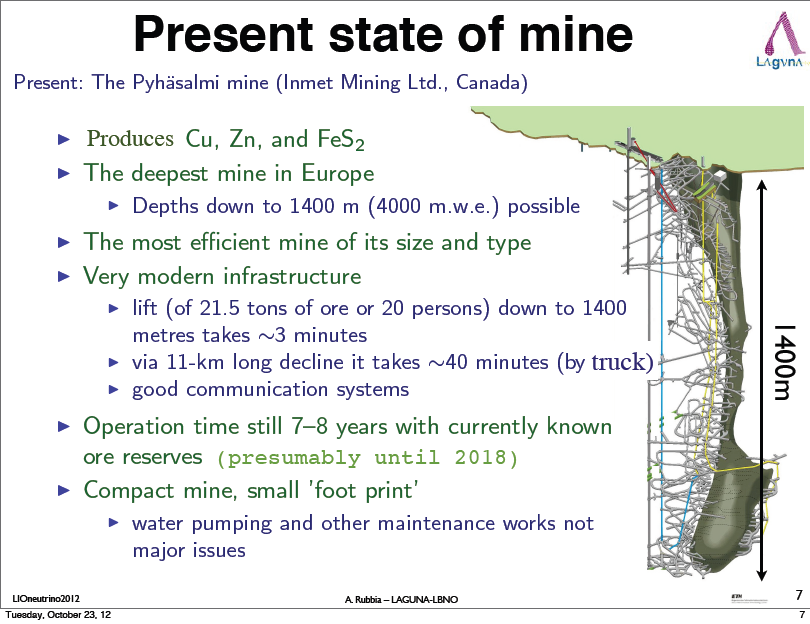 Present state of mine
LAgυnA
Present: The Pyhäsalmi mine (Inmet Mining Ltd., Canada)
Produces Cu, Zn, and FeS₂
The deepest mine in Europe
Depths down to 1400 m (4000 m.w.e.) possible
The most efficient mine of its size and type
Very modern infrastructure
lift (of 21.5 tons of ore or 20 persons) down to 1400
metres takes ∼3 minutes
via 11-km long decline it takes ∼40 minutes (by truck)
good communication systems
1400m
Operation time still 7–8 years with currently known
ore reserves (presumably until 2018)
Compact mine, small 'foot print'
water pumping and other maintenance works not
major issues
LIOneutrino2012
A. Rubbia – LAGUNA-LBNO
ETH
7
Tuesday, October 23, 12
7